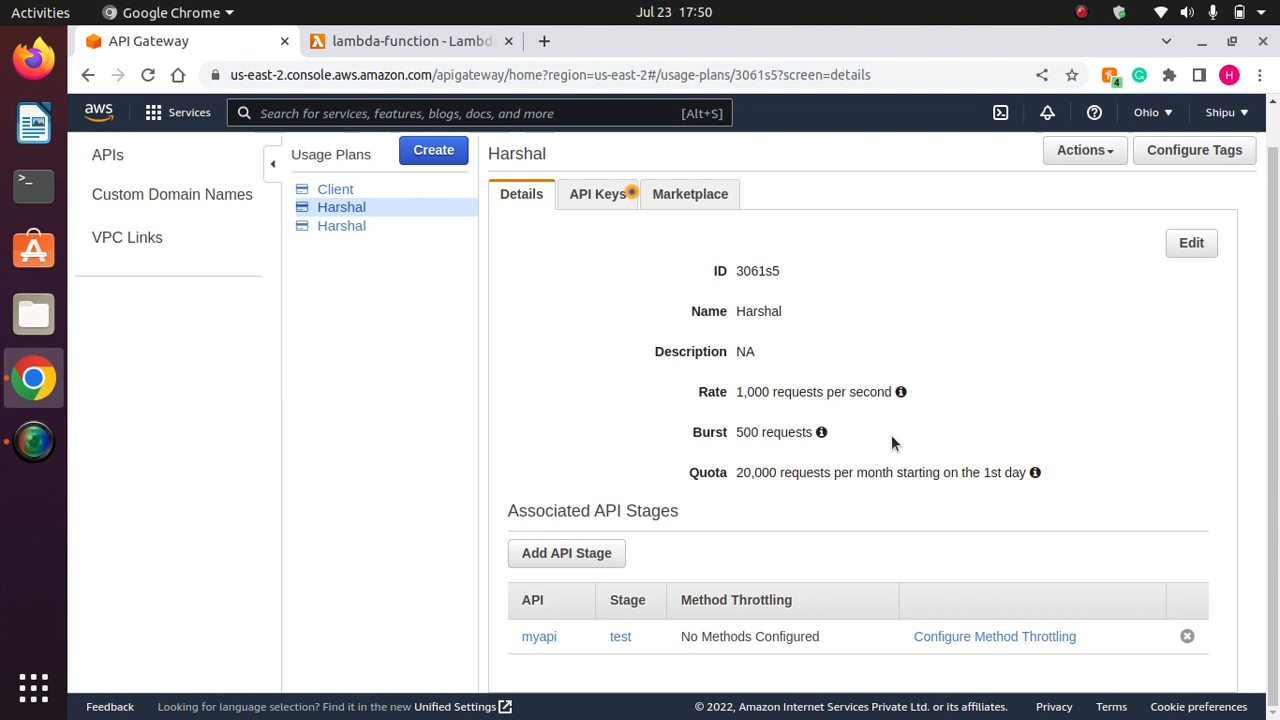 Activities
Google Chrome
Jul 23 17:50
API Gateway
lambda-function - Lambd
us-east-2.console.aws.amazon.com/apigateway/home?region=us-east-2#/usage-plans/3061s5?screen=details
4
H
aws
Services
Search for services, features, blogs, docs, and more
[Alt+S]
Ohio
Shipu
APIs
Custom Domain Names
VPC Links
Usage Plans
Create
Client
Harshal
Harshal
Harshal
Actions
Configure Tags
Details
API Keys
Marketplace
Edit
ID 3061s5
Name Harshal
Description NA
Rate 1,000 requests per second
Burst 500 requests
Quota 20,000 requests per month starting on the 1st day
Associated API Stages
Add API Stage
API Stage Method Throttling
myapi test No Methods Configured Configure Method Throttling
Feedback
Looking for language selection? Find it in the new Unified Settings
© 2022, Amazon Internet Services Private Ltd. or its affiliates.
Privacy
Terms
Cookie preferences